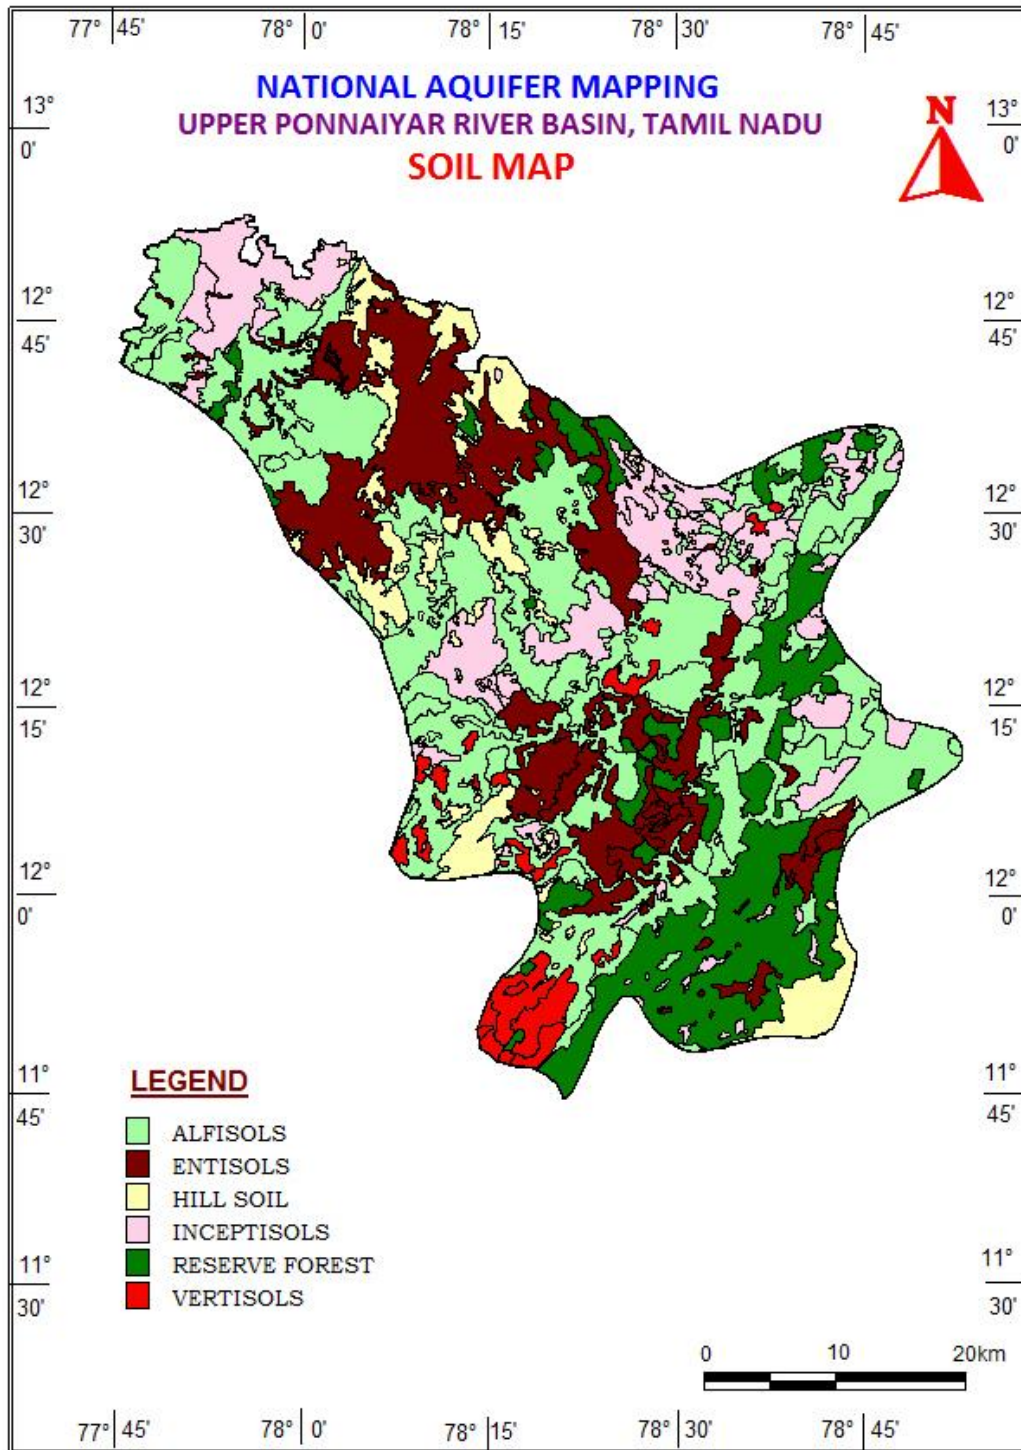 77° 45' 78° 0' 78° 15' 78° 30' 78° 45'
NATIONAL AQUIFER MAPPING
UPPER PONNAIYAR RIVER BASIN, TAMIL NADU
SOIL MAP
N
13° 0' 13° 0'
12° 45' 12° 45'
12° 30' 12° 30'
12° 15' 12° 15'
12° 0' 12° 0'
11° 45' 11° 45'
LEGEND
ALFISOLS
ENTISOLS
HILL SOIL
INCEPTISOLS
RESERVE FOREST
VERTISOLS
11° 30' 11° 30'
0 10 20km
77° 45' 78° 0' 78° 15' 78° 30' 78° 45'